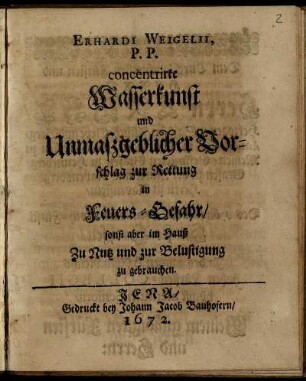 2
ERHARDI WEIGELII,
P. P.
concentrirte
Wasserkunst
und
Unmaszgeblicher Vor-
schlag zur Rettung
in
Feuers-Gefahr/
sonst aber im Hauß
Zu Nutz und zur Belustigung
zu gebrauchen.
JENA/
Gedruckt bey Johann Jacob Bauhofern/
1672.